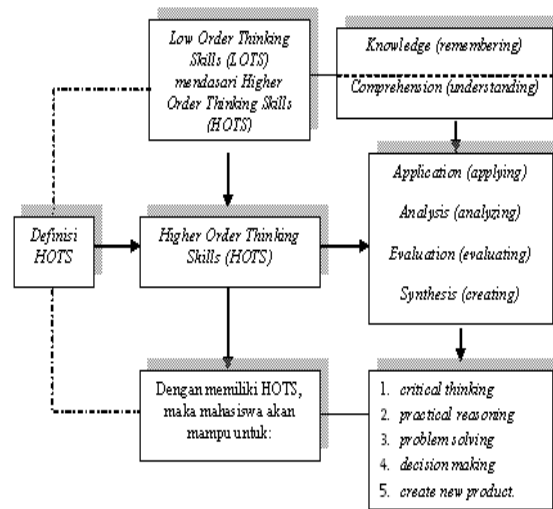 Low Order Thinking
Skills (LOTS)
mendasari Higher
Order Thinking Skills
(HOTS)
Knowledge (remembering)
Comprehension (understanding)
Definisi
HOTS
Higher Order Thinking
Skills (HOTS)
Application (applying)
Analysis (analyzing)
Evaluation (evaluating)
Synthesis (creating)
Dengan memiliki HOTS,
maka mahasiswa akan
mampu untuk:
1. critical thinking
2. practical reasoning
3. problem solving
4. decision making
5. create new product.